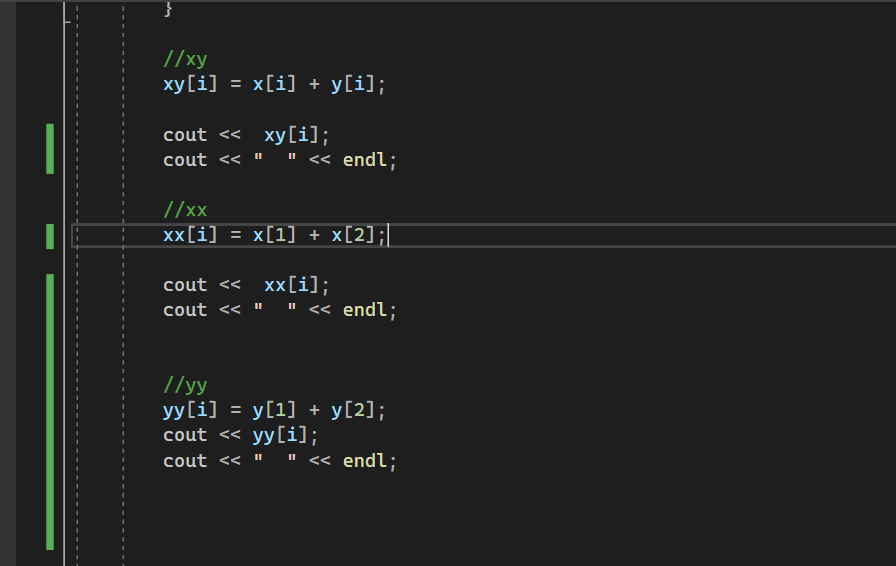 }
//xy
xy[i] = x[i] + y[i];
cout <<  xy[i];
cout << "  " << endl;
//xx
xx[i] = x[1] + x[2];
cout <<  xx[i];
cout << "  " << endl;
//yy
yy[i] = y[1] + y[2];
cout << yy[i];
cout << "  " << endl;